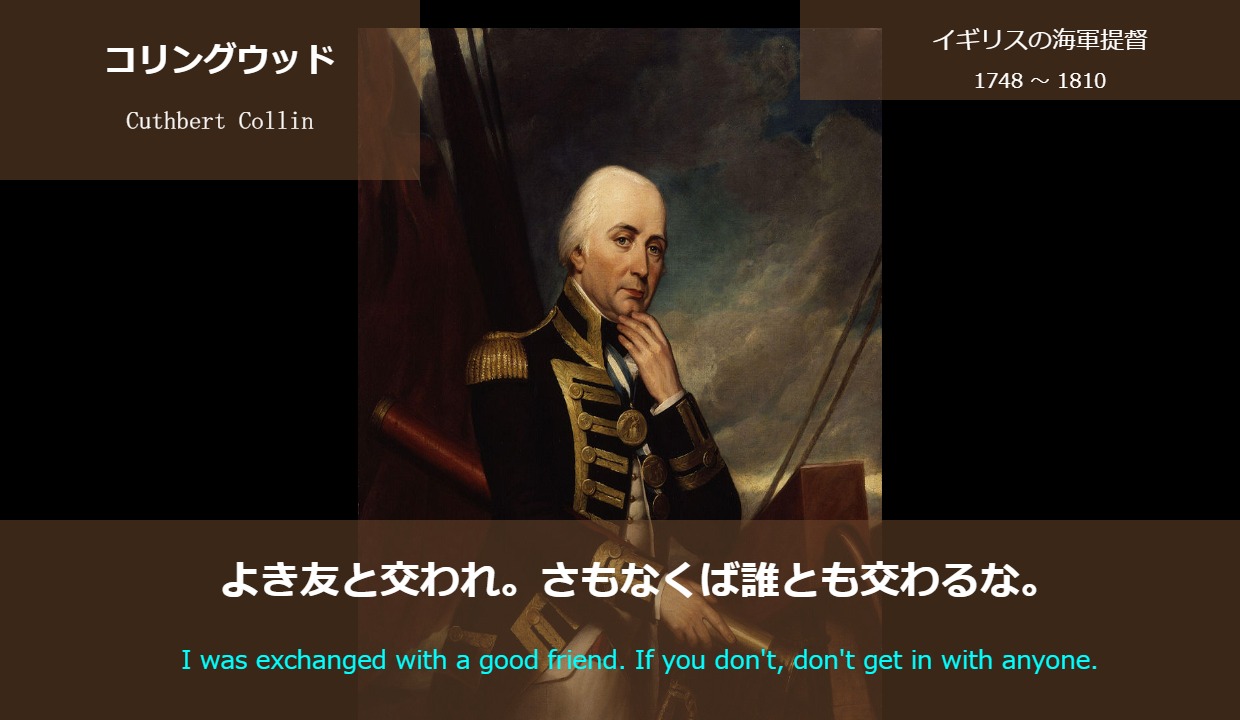 コリングウッド
Cuthbert Collin
イギリスの海軍提督
1748 ～ 1810
よき友と交われ。さもなくば誰とも交わるな。
I was exchanged with a good friend. If you don't, don't get in with anyone.